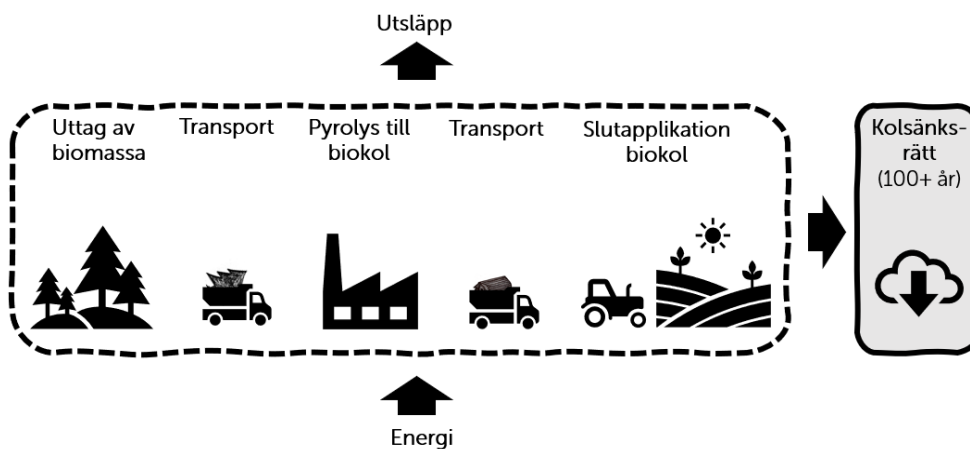 Utsläpp
Uttag av
biomassa
Transport
Pyrolys till
biokol
Transport
Slutapplikation
biokol
Kolsänks-
rätt
(100+ år)
Energi